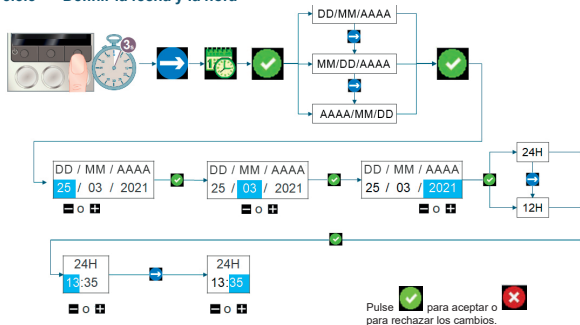 Definir la fecha y la hora
3s
DD/MM/AAAA
MM/DD/AAAA
AAAA/MM/DD
DD / MM / AAAA
25 / 03 / 2021
o
DD / MM / AAAA
25 / 03 / 2021
o
DD / MM / AAAA
25 / 03 / 2021
o
24H
12H
24H
13:35
o
24H
13:35
o
Pulse para aceptar o
para rechazar los cambios.